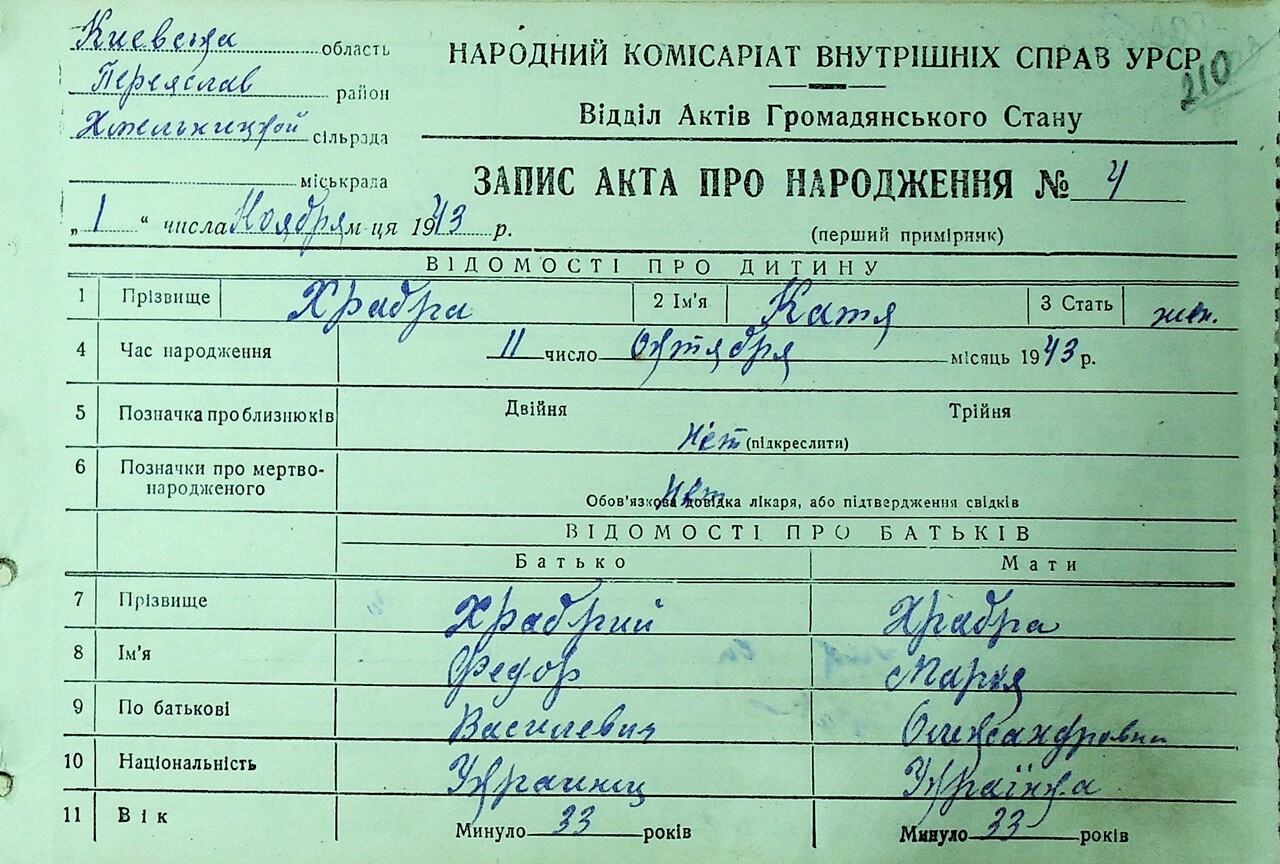 Киевська область
Переяслав район
Хмельницкой сільрада
міськрада
НАРОДНИЙ КОМІСАРІАТ ВНУТРІШНІХ СПРАВ УРСР
210
Відділ Актів Громадянського Стану
ЗАПИС АКТА ПРО НАРОДЖЕННЯ № 4
„1“ числа Ноября м-ця 1943 р.
(перший примірник)
ВІДОМОСТІ ПРО ДИТИНУ
1 Прізвище Храбра 2 Ім'я Катя 3 Стать жен.
4 Час народження 11 число Октября місяць 1943 р.
5 Позначка про близнюків Двійня Трійня
Нет (підкреслити)
6 Позначки про мертво-
народженого Нет
Обов'язкова довідка лікаря, або підтвердження свідків
ВІДОМОСТІ ПРО БАТЬКІВ
Батько Мати
7 Прізвище Храбрий Храбра
8 Ім'я Федор Мария
9 По батькові Василевич Олександровна
10 Національність Украинец Українка
11 Вік Минуло 33 років Минуло 33 років